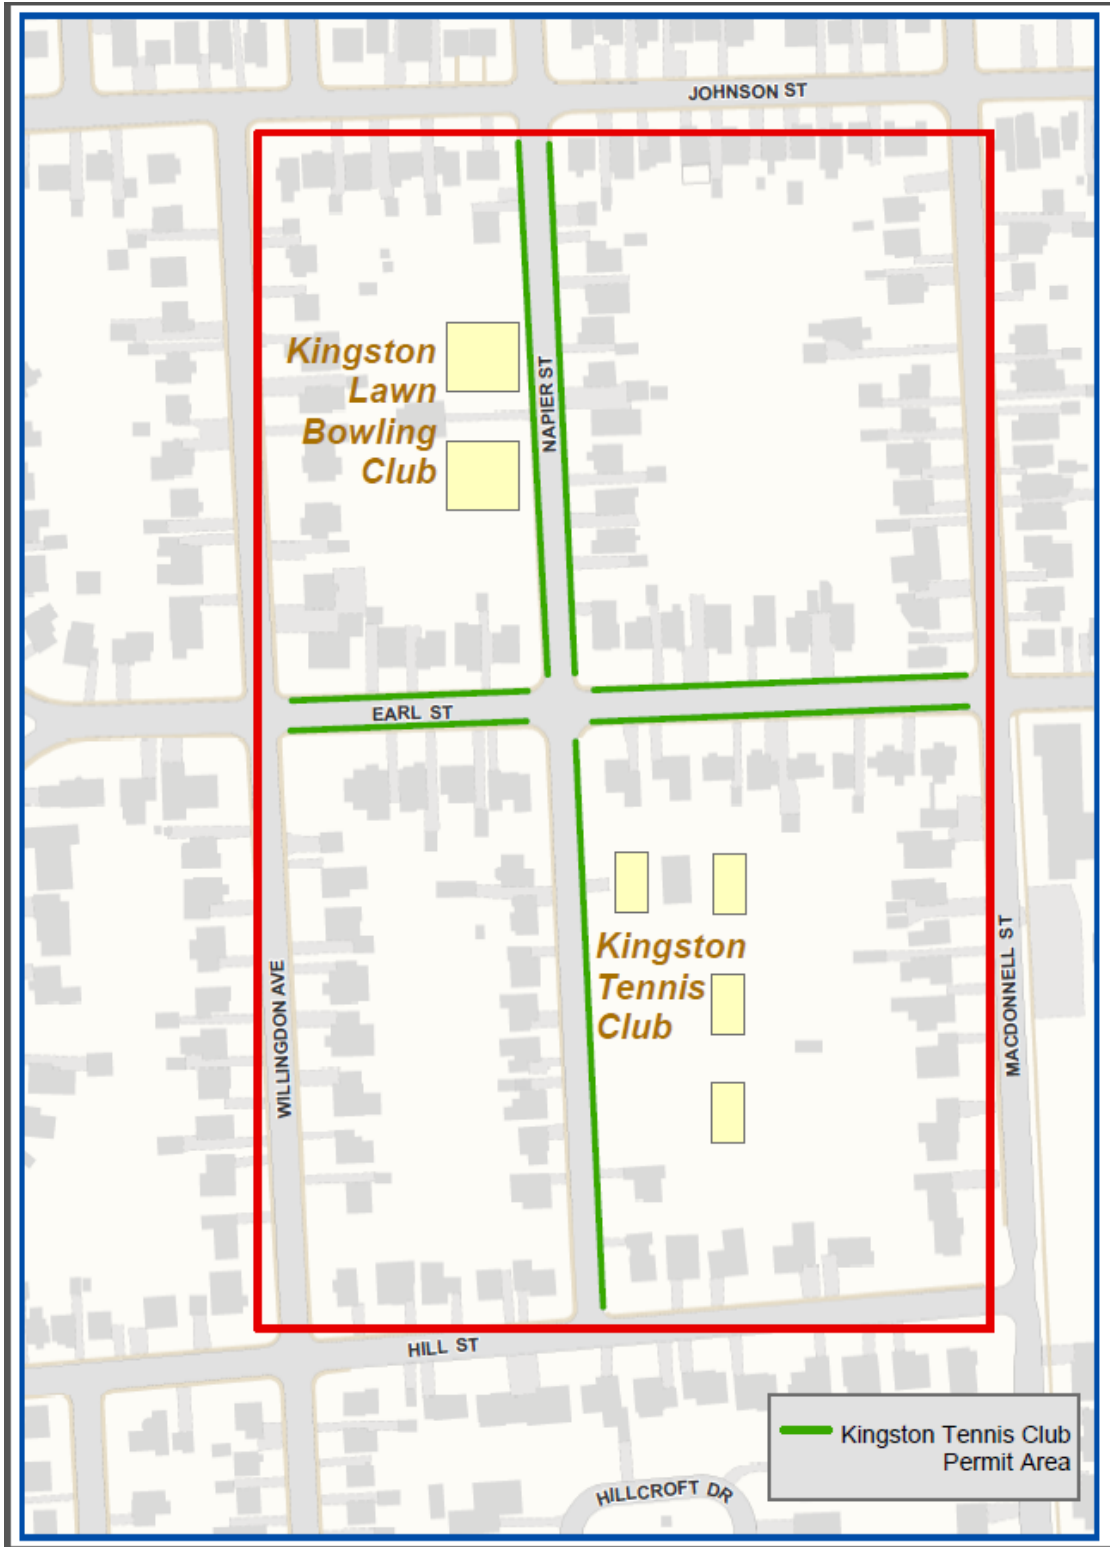 JOHNSON ST
Kingston
Lawn
Bowling
Club
NAPIER ST
EARL ST
Kingston
Tennis
Club
WILLINGDON AVE
MACDONNELL ST
HILL ST
Kingston Tennis Club
Permit Area
HILLCROFT DR